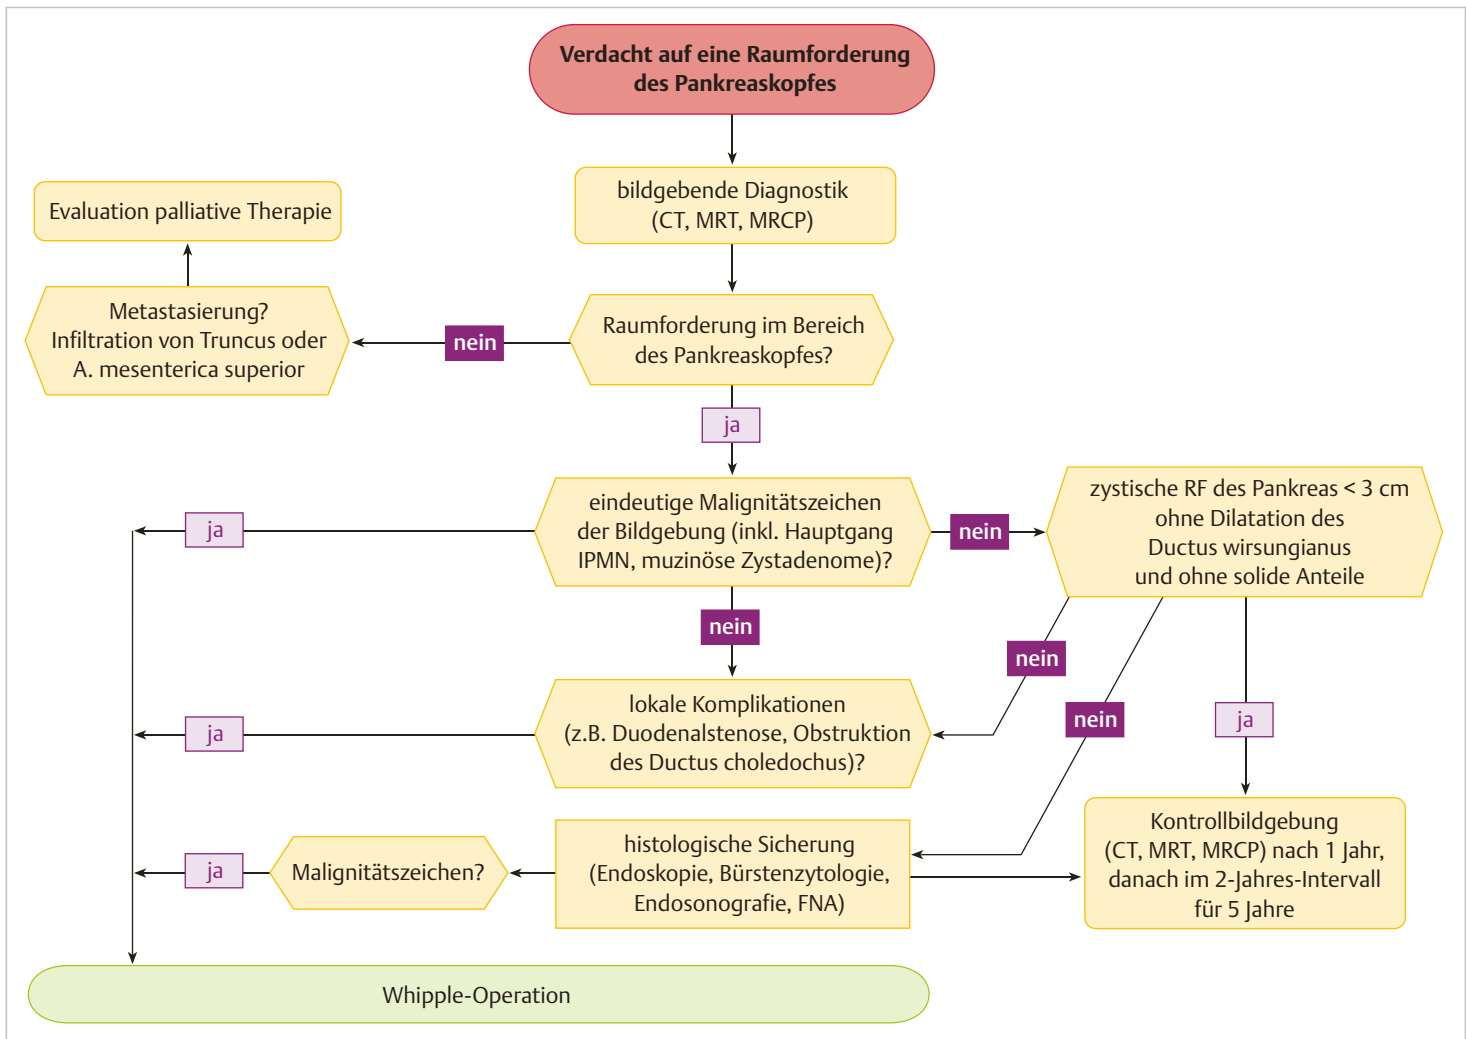 Verdacht auf eine Raumforderung
des Pankreaskopfes
bildgebende Diagnostik
(CT, MRT, MRCP)
Evaluation palliative Therapie
Metastasierung?
Infiltration von Truncus oder
A. mesenterica superior
nein
Raumforderung im Bereich
des Pankreaskopfes?
ja
ja
eindeutige Malignitätszeichen
der Bildgebung (inkl. Hauptgang
IPMN, muzinöse Zystadenome)?
nein
zystische RF des Pankreas < 3 cm
ohne Dilatation des
Ductus wirsungianus
und ohne solide Anteile
nein
nein
nein
ja
ja
lokale Komplikationen
(z.B. Duodenalstenose, Obstruktion
des Ductus choledochus)?
ja
Malignitätszeichen?
histologische Sicherung
(Endoskopie, Bürstenzytologie,
Endosonografie, FNA)
Kontrollbildgebung
(CT, MRT, MRCP) nach 1 Jahr,
danach im 2-Jahres-Intervall
für 5 Jahre
Whipple-Operation